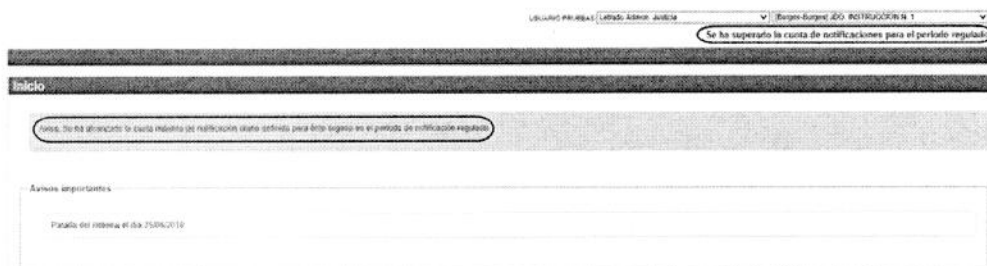 USUARIO PRUEBAS Letrado Admon. Justicia [Burgos-Burgos] JDO. INSTRUCCION N. 1
Se ha superado la cuota de notificaciones para el periodo regulado
Inicio
Aviso. Se ha alcanzado la cuota máxima de notificación diaria definida para éste órgano en el periodo de notificación regulado
Avisos importantes
Parada del sistema el día 25/06/2018